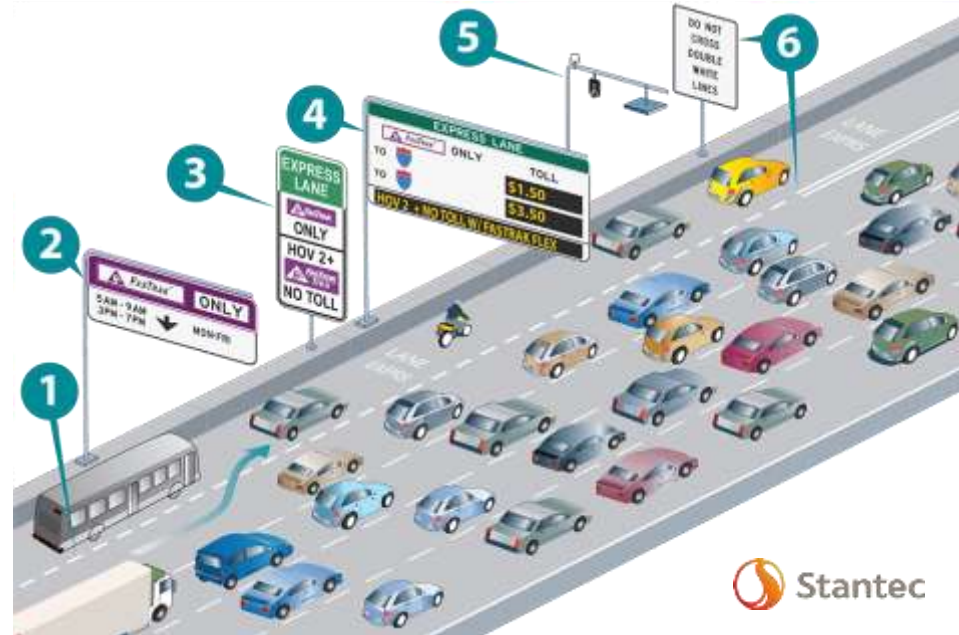 1
2
FasTrak
ONLY
5AM - 9AM
3PM - 7PM
MON-FRI
3
EXPRESS
LANE
FasTrak
ONLY
HOV 2+
FasTrak
NO TOLL
4
EXPRESS LANE
FasTrak ONLY
TOLL
TO
$1.50
TO
$3.50
HOV 2 + NO TOLL W/ FASTRAK FLEX
5
6
DO NOT
CROSS
DOUBLE
WHITE
LINES
LANE
EXPRS
LANE
EXPRS
Stantec